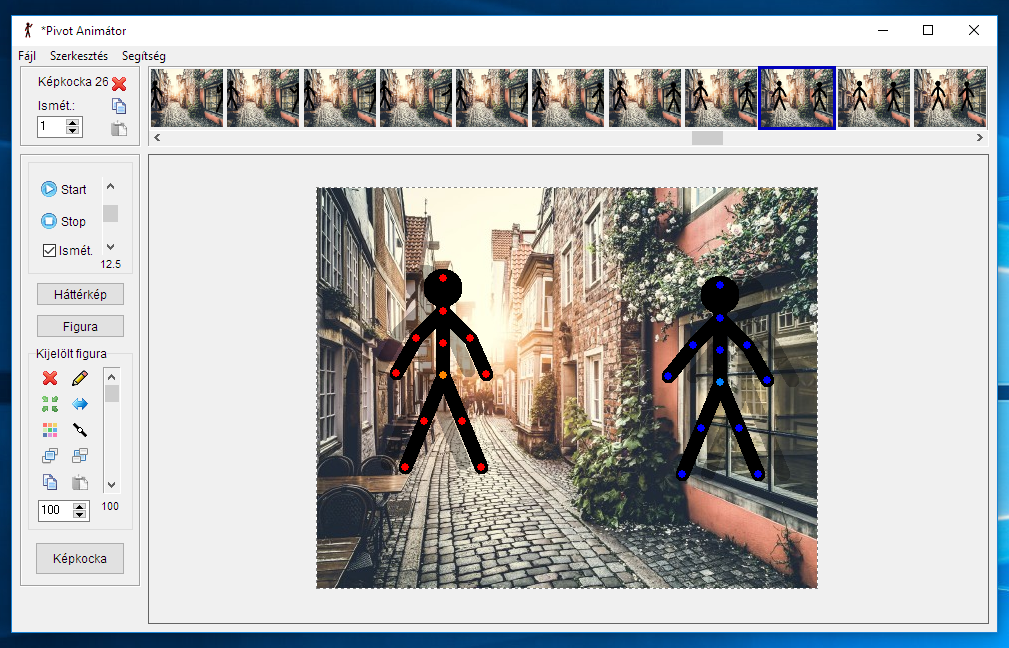 *Pivot Animátor
Fájl Szerkesztés Segítség
Képkocka 26
Ismét.:
1
Start
Stop
Ismét.
12.5
Háttérkép
Figura
Kijelölt figura
100
100
Képkocka